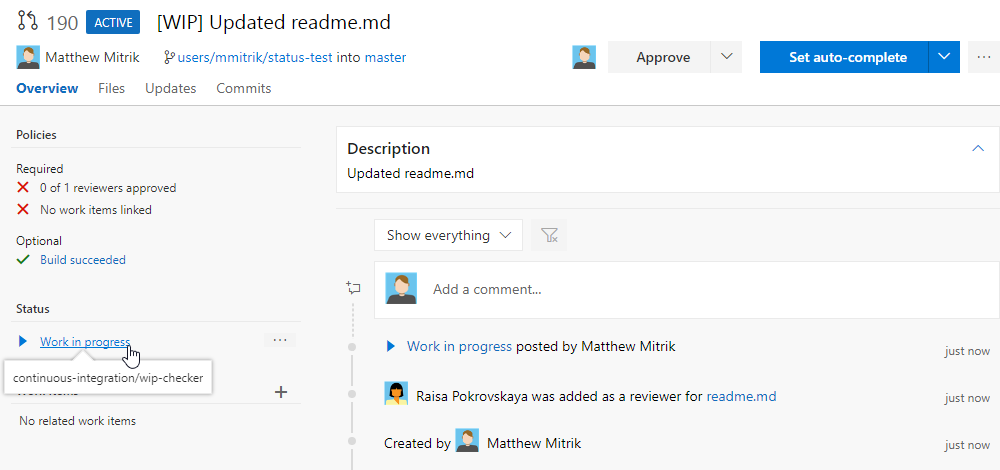 190 ACTIVE [WIP] Updated readme.md
Matthew Mitrik users/mmitrik/status-test into master Approve Set auto-complete ...
Overview Files Updates Commits
Policies
Required
0 of 1 reviewers approved
No work items linked
Optional
Build succeeded
Status
Work in progress ...
continuous-integration/wip-checker
No related work items
Description
Updated readme.md
Show everything
Add a comment...
Work in progress posted by Matthew Mitrik just now
Raisa Pokrovskaya was added as a reviewer for readme.md just now
Created by Matthew Mitrik just now